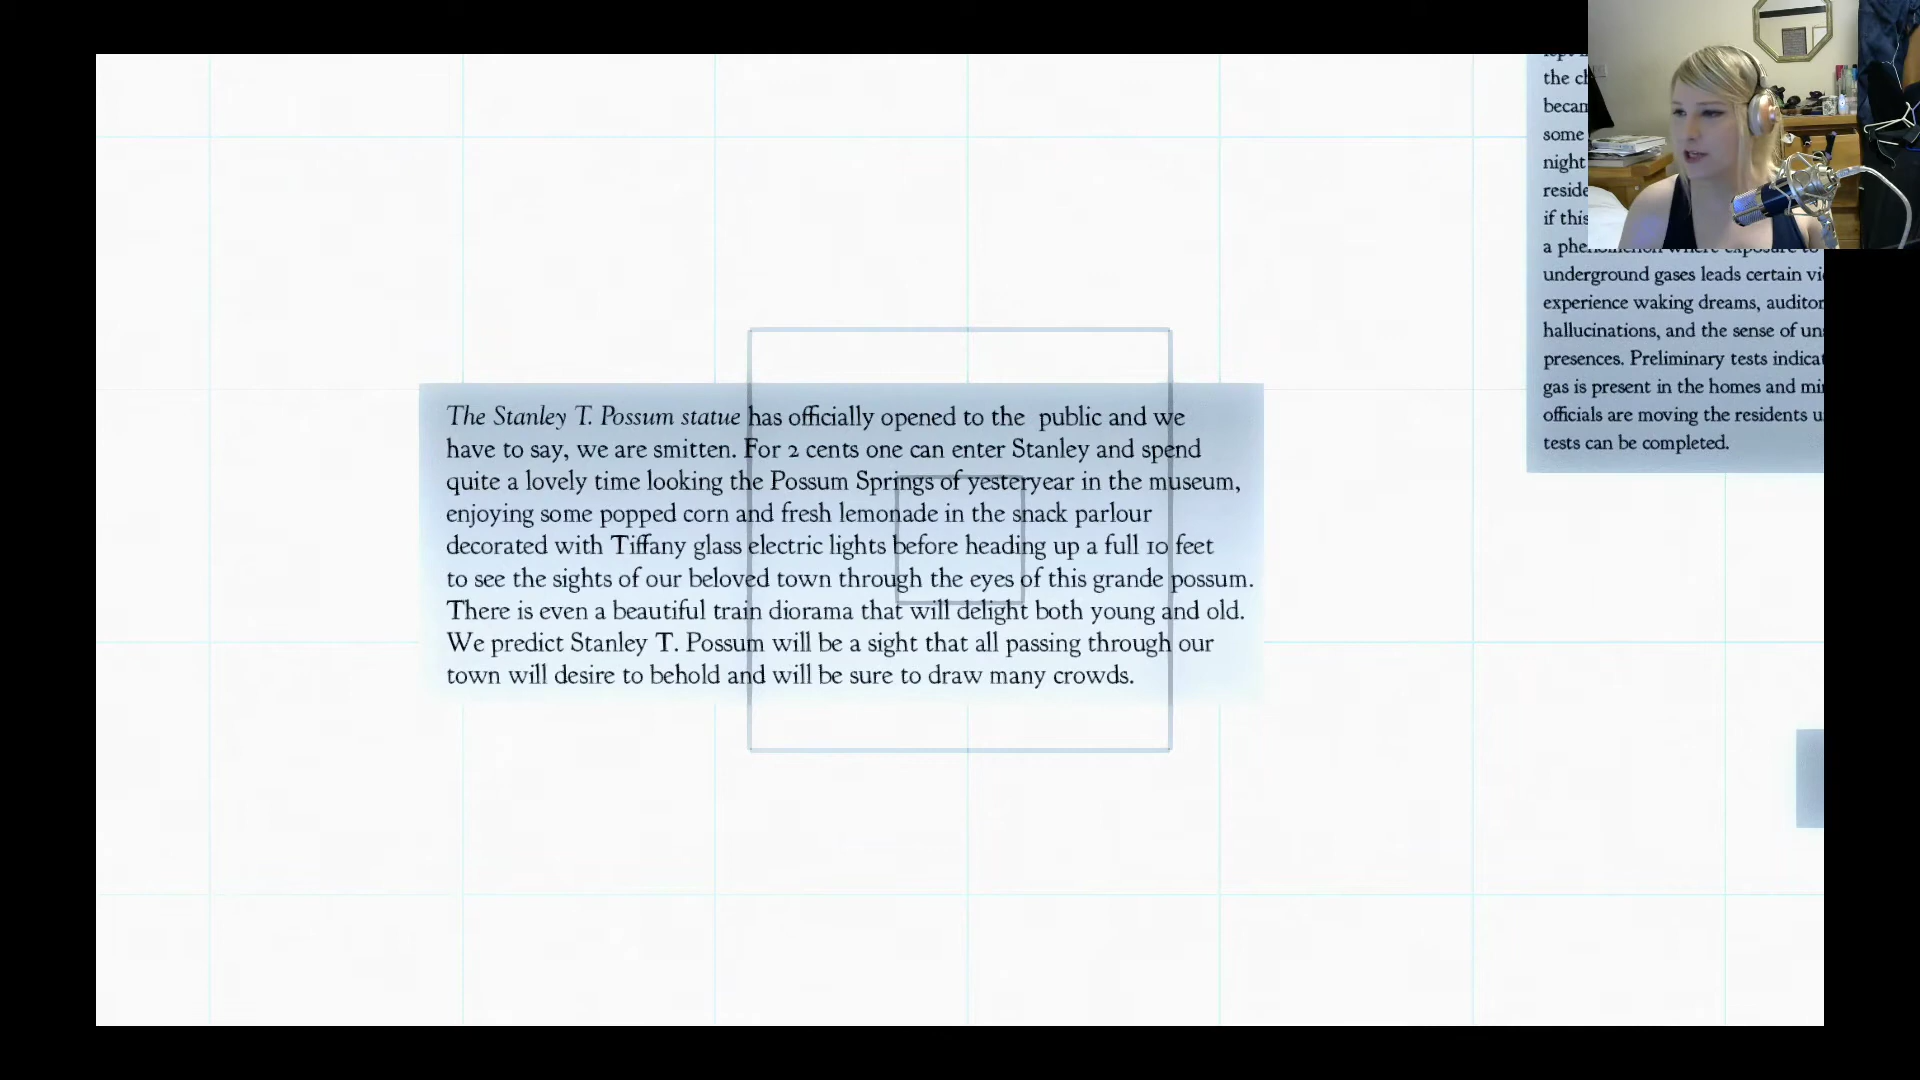 The Stanley T. Possum statue has officially opened to the public and we
have to say, we are smitten. For 2 cents one can enter Stanley and spend
quite a lovely time looking the Possum Springs of yesteryear in the museum,
enjoying some popped corn and fresh lemonade in the snack parlour
decorated with Tiffany glass electric lights before heading up a full 10 feet
to see the sights of our beloved town through the eyes of this grande possum.
There is even a beautiful train diorama that will delight both young and old.
We predict Stanley T. Possum will be a sight that all passing through our
town will desire to behold and will be sure to draw many crowds.
the
some
night
if this
a
underground gases leads certain
experience waking dreams,
hallucinations, and the sense of
presences. Preliminary tests
gas is present in the homes and
officials are moving the residents
tests can be completed.